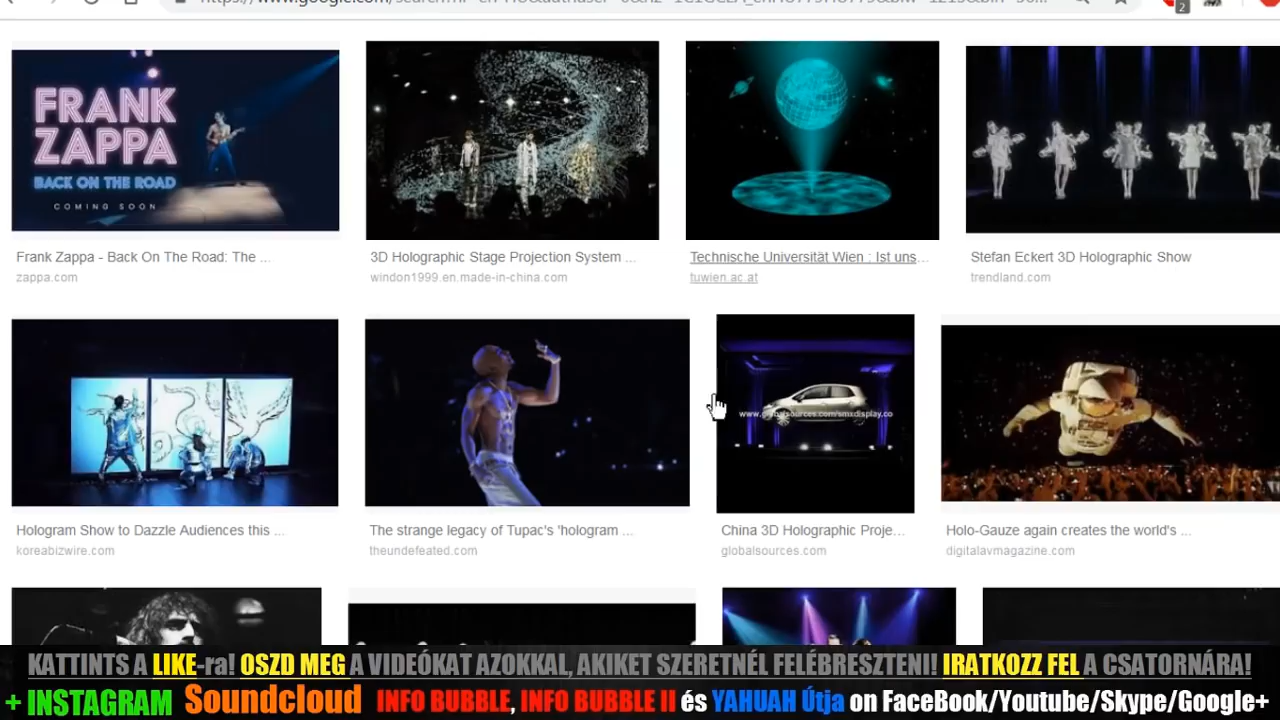 FRANK
ZAPPA
BACK ON THE ROAD
COMING SOON
Frank Zappa - Back On The Road: The ...
zappa.com
3D Holographic Stage Projection System ...
windon1999.en.made-in-china.com
Technische Universität Wien : Ist uns...
tuwien.ac.at
Stefan Eckert 3D Holographic Show
trendland.com
www.globalsources.com/smxdisplay.co
Hologram Show to Dazzle Audiences this ...
koreabizwire.com
The strange legacy of Tupac's 'hologram ...
theundefeated.com
China 3D Holographic Proje...
globalsources.com
Holo-Gauze again creates the world's ...
digitalavmagazine.com
KATTINTS A LIKE-ra! OSZD MEG A VIDEÓKAT AZOKKAL, AKIKET SZERETNÉL FELÉBRESZTENI! IRATKOZZ FEL A CSATORNÁRA!
+ INSTAGRAM Soundcloud INFO BUBBLE, INFO BUBBLE II és YAHUAH Útja on FaceBook/Youtube/Skype/Google+